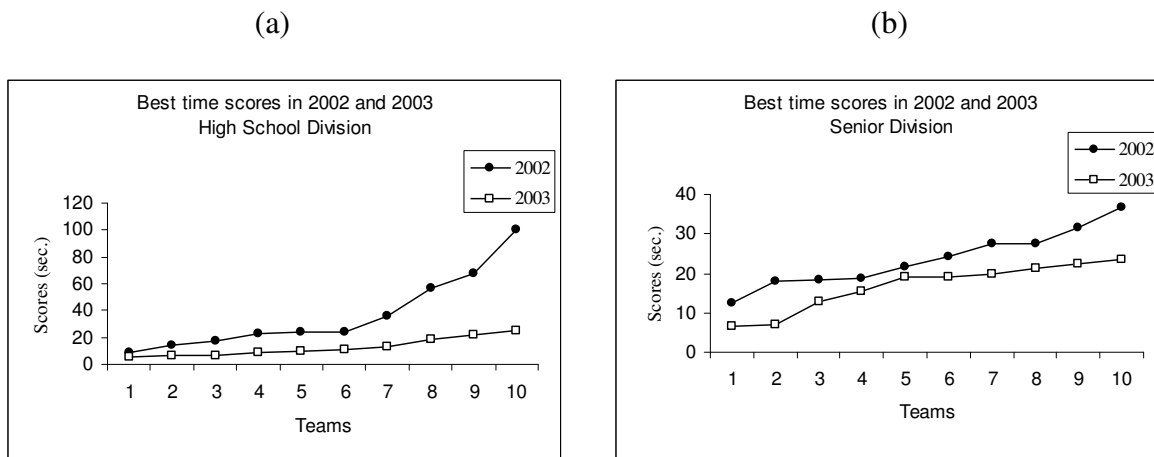 (a)
Best time scores in 2002 and 2003
High School Division
2002
2003
120
100
80
60
40
20
0
Scores (sec.)
1 2 3 4 5 6 7 8 9 10
Teams
(b)
Best time scores in 2002 and 2003
Senior Division
2002
2003
40
30
20
10
0
Scores (sec.)
1 2 3 4 5 6 7 8 9 10
Teams